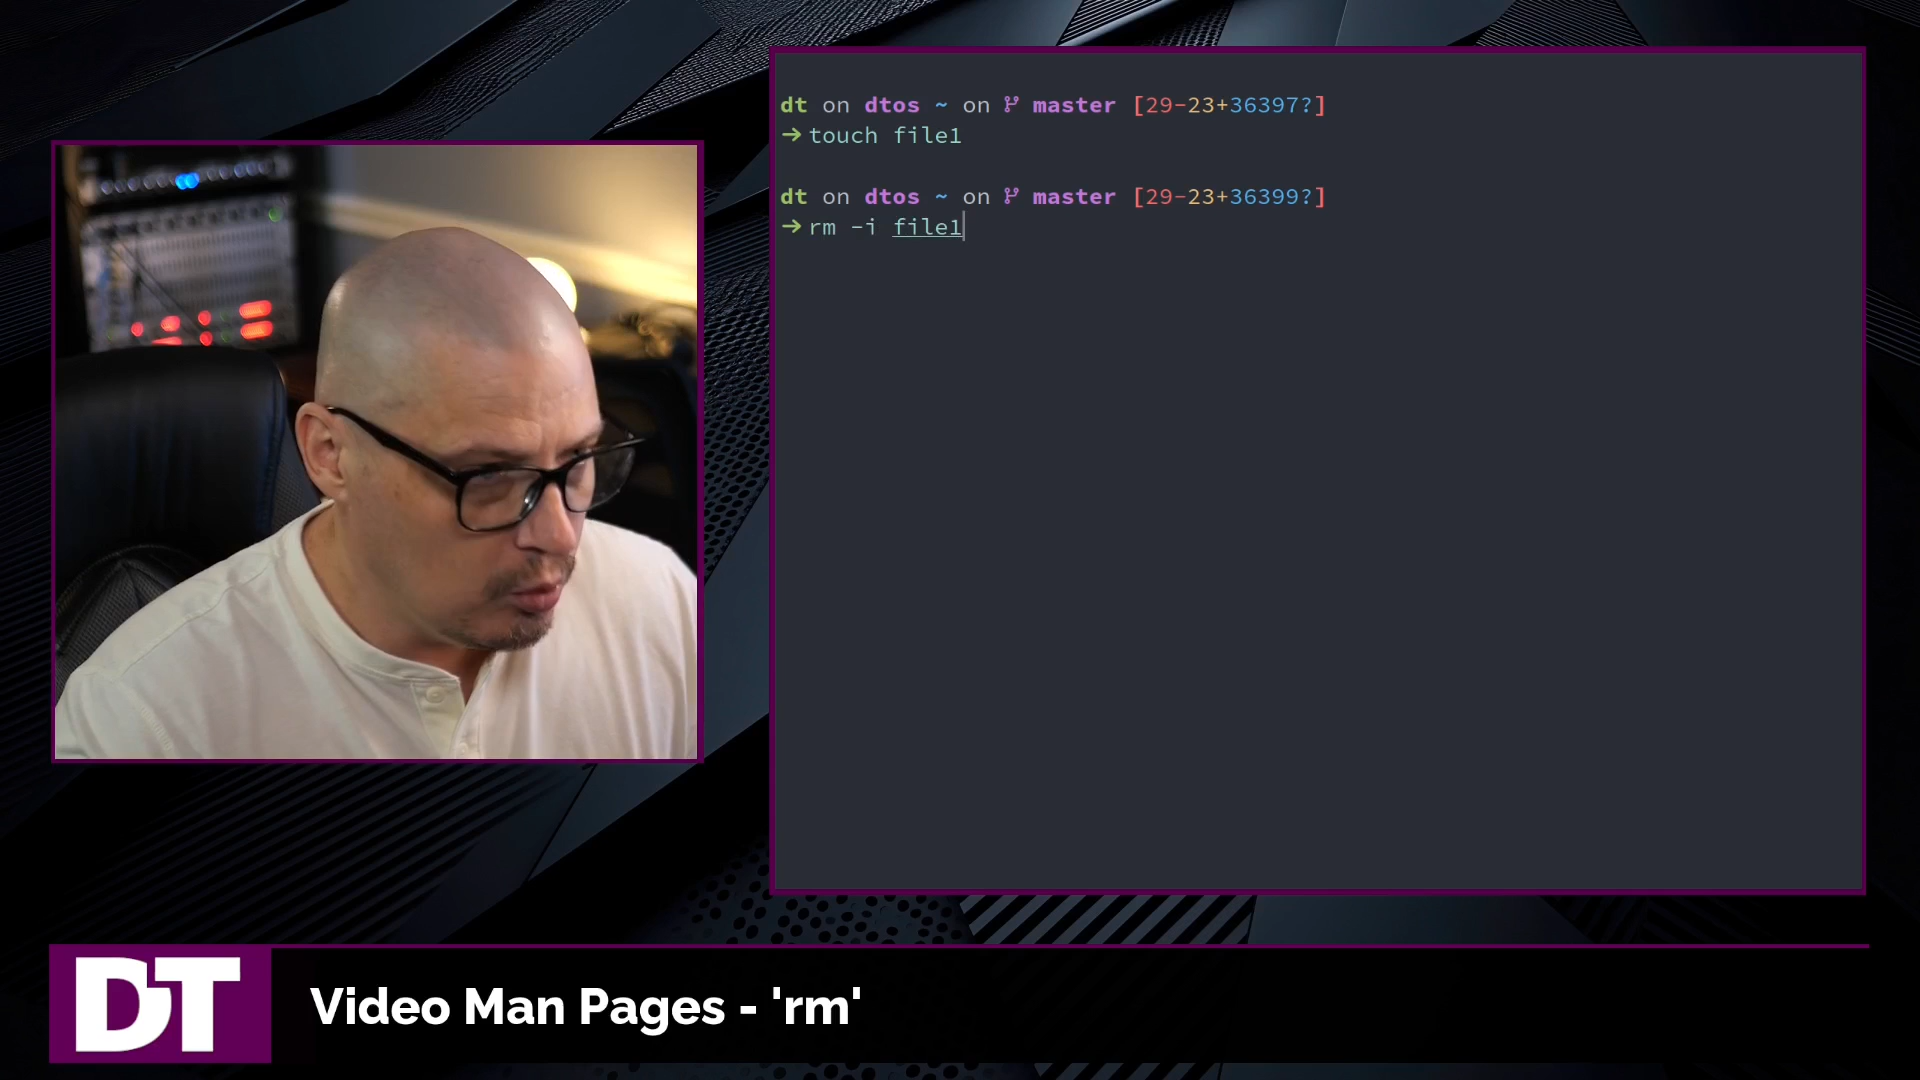 dt on dtos ~ on master [29-23+36397?]
→ touch file1
dt on dtos ~ on master [29-23+36399?]
→ rm -i file1
DT
Video Man Pages - 'rm'